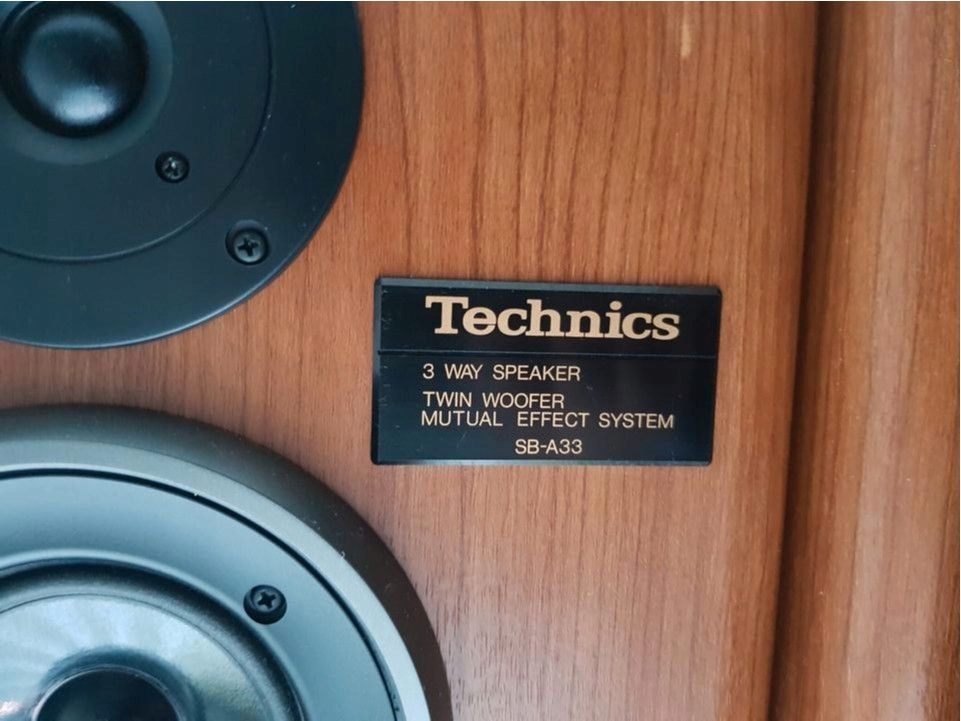 Technics
3 WAY SPEAKER
TWIN WOOFER
MUTUAL EFFECT SYSTEM
SB-A33